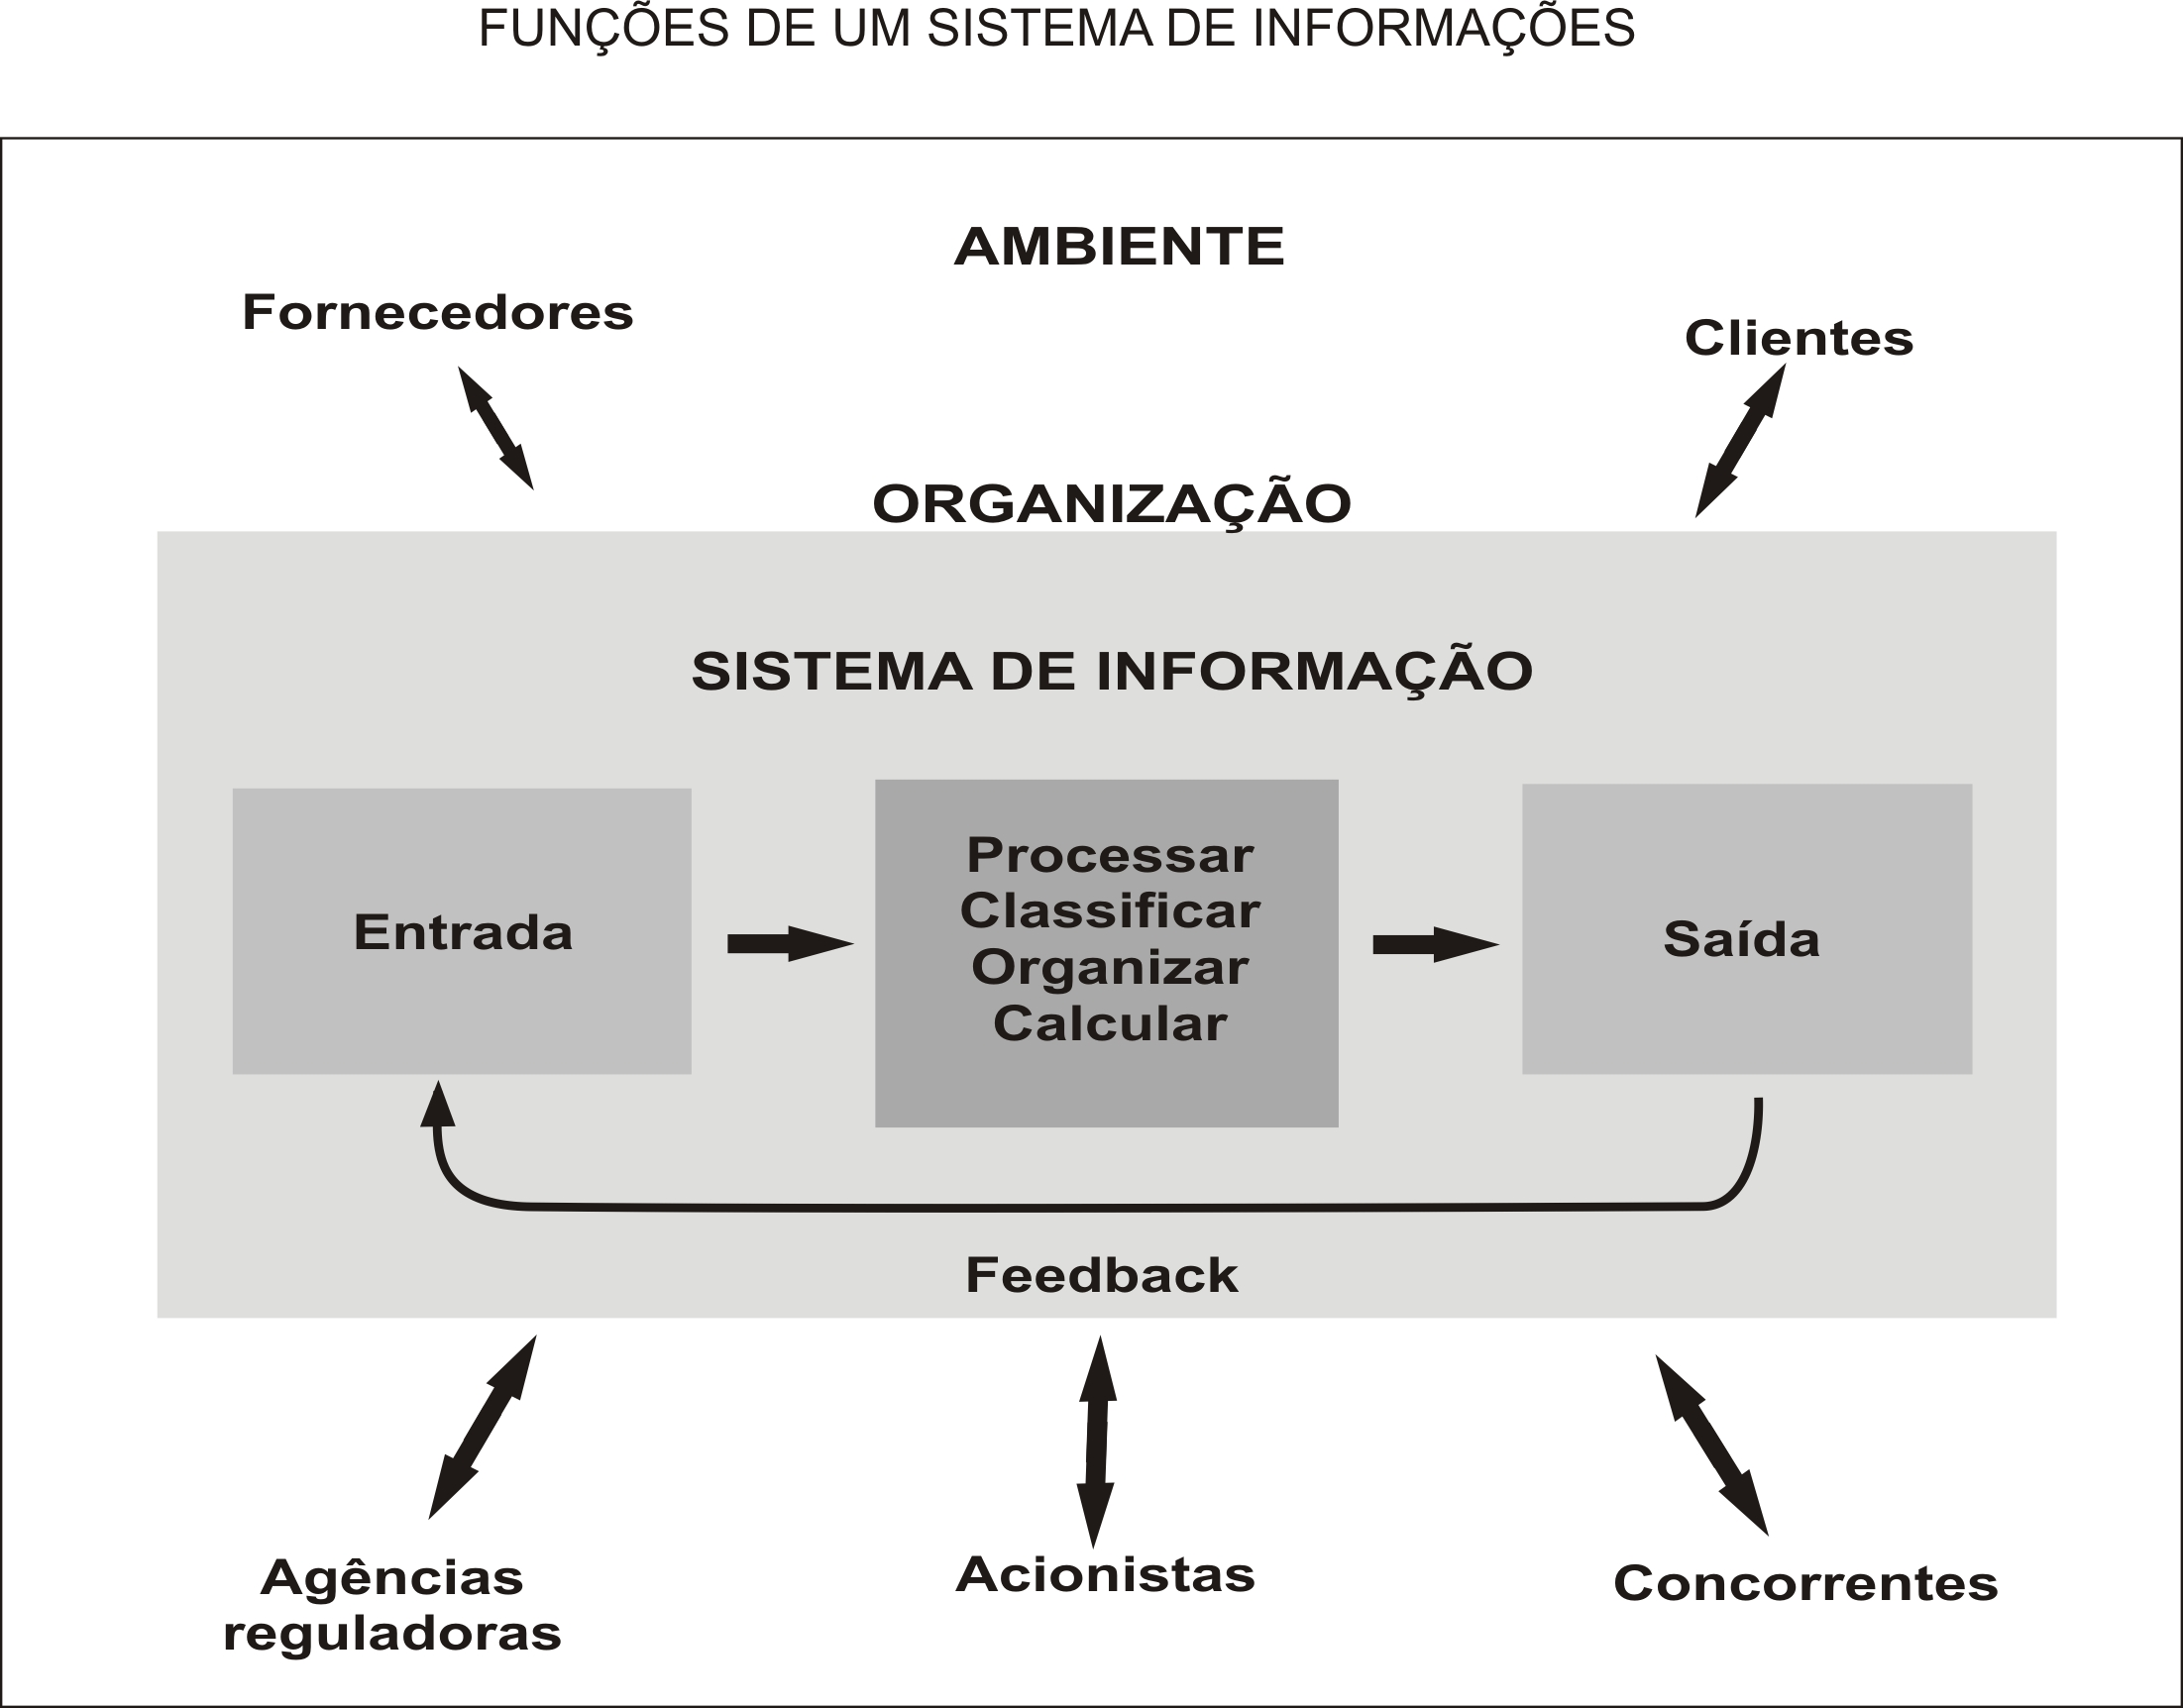 FUNÇÕES DE UM SISTEMA DE INFORMAÇÕES
AMBIENTE
Fornecedores
Clientes
ORGANIZAÇÃO
SISTEMA DE INFORMAÇÃO
Entrada
Processar
Classificar
Organizar
Calcular
Saída
Feedback
Agências
reguladoras
Acionistas
Concorrentes